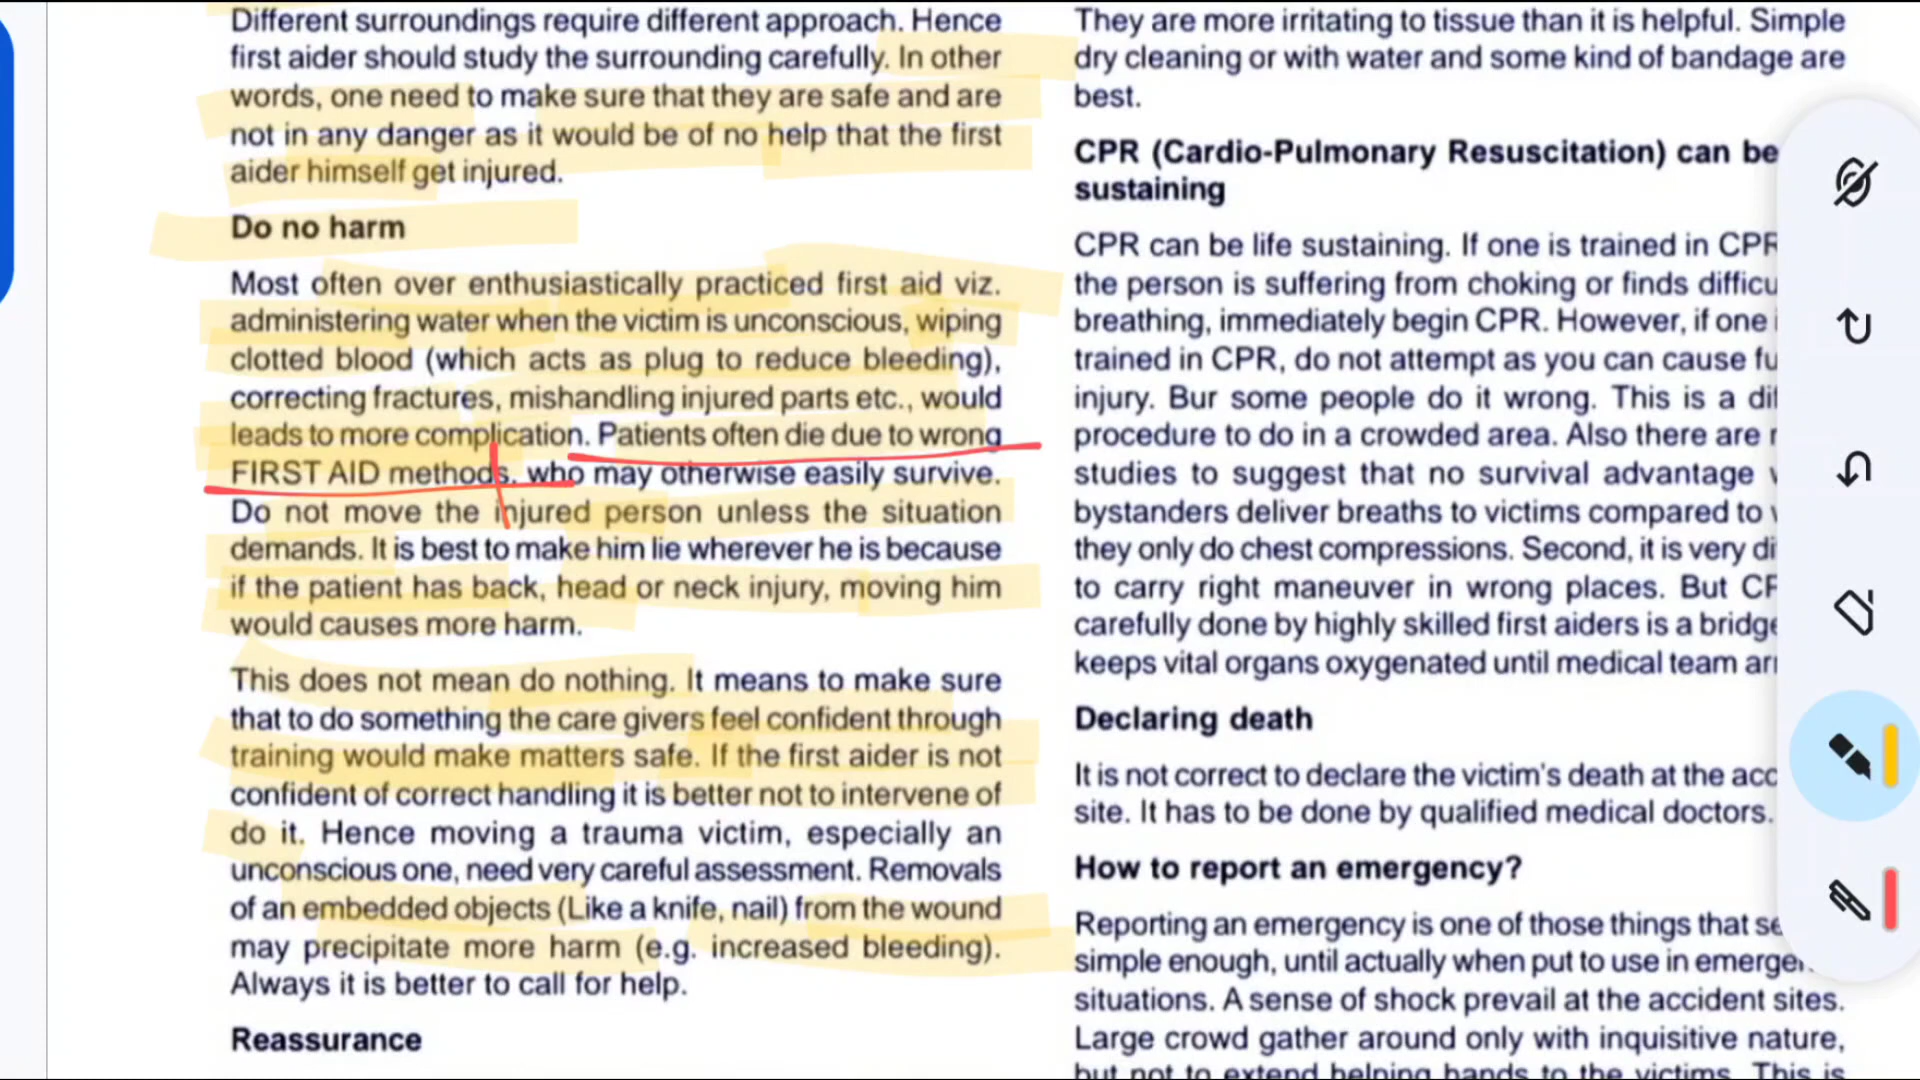 Different surroundings require different approach. Hence
first aider should study the surrounding carefully. In other
words, one need to make sure that they are safe and are
not in any danger as it would be of no help that the first
aider himself get injured.
Do no harm
Most often over enthusiastically practiced first aid viz.
administering water when the victim is unconscious, wiping
clotted blood (which acts as plug to reduce bleeding),
correcting fractures, mishandling injured parts etc., would
leads to more complication. Patients often die due to wrong
FIRST AID methods, who may otherwise easily survive.
Do not move the injured person unless the situation
demands. It is best to make him lie wherever he is because
if the patient has back, head or neck injury, moving him
would causes more harm.
This does not mean do nothing. It means to make sure
that to do something the care givers feel confident through
training would make matters safe. If the first aider is not
confident of correct handling it is better not to intervene of
do it. Hence moving a trauma victim, especially an
unconscious one, need very careful assessment. Removals
of an embedded objects (Like a knife, nail) from the wound
may precipitate more harm (e.g. increased bleeding).
Always it is better to call for help.
Reassurance
They are more irritating to tissue than it is helpful. Simple
dry cleaning or with water and some kind of bandage are
best.
CPR (Cardio-Pulmonary Resuscitation) can be
sustaining
CPR can be life sustaining. If one is trained in CPR
the person is suffering from choking or finds
breathing, immediately begin CPR. However, if one
trained in CPR, do not attempt as you can cause
injury. Bur some people do it wrong. This is a
procedure to do in a crowded area. Also there are
studies to suggest that no survival advantage
bystanders deliver breaths to victims compared to
they only do chest compressions. Second, it is very
to carry right maneuver in wrong places. But
carefully done by highly skilled first aiders is a
keeps vital organs oxygenated until medical team
Declaring death
It is not correct to declare the victim's death at the
site. It has to be done by qualified medical doctors.
How to report an emergency?
Reporting an emergency is one of those things that
simple enough, until actually when put to use in
situations. A sense of shock prevail at the accident sites.
Large crowd gather around only with inquisitive nature,
but not to extend helping hands to the victims. This is